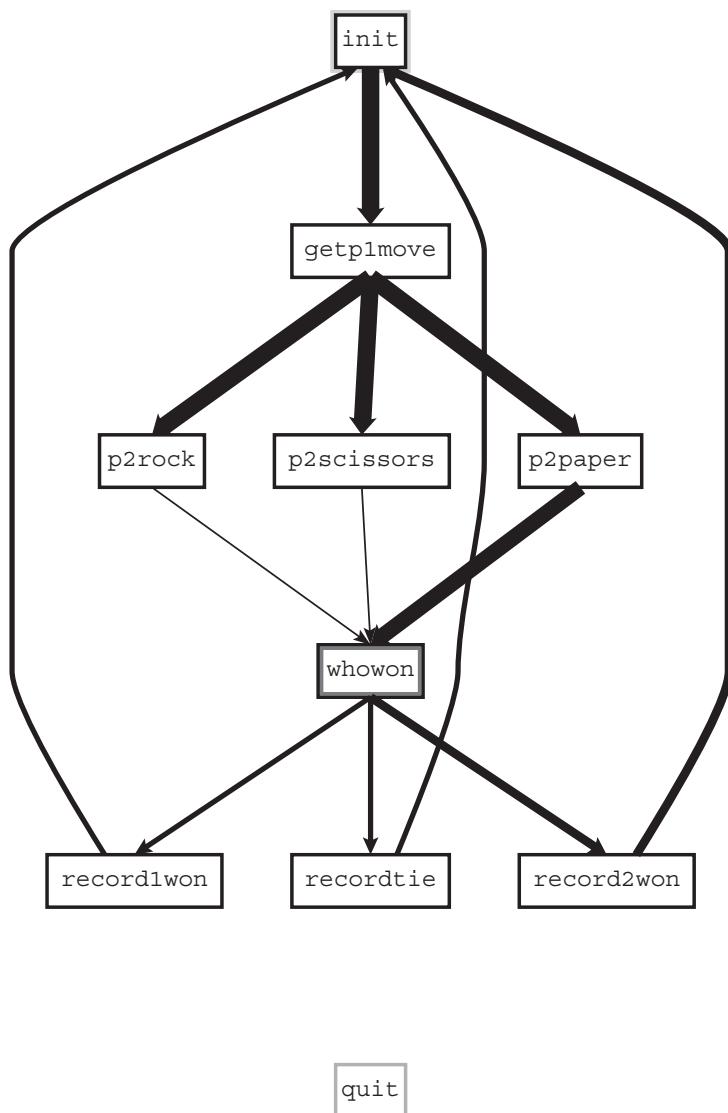 init
getp1move
p2rock
p2scissors
p2paper
whowon
record1won
recordtie
record2won
quit